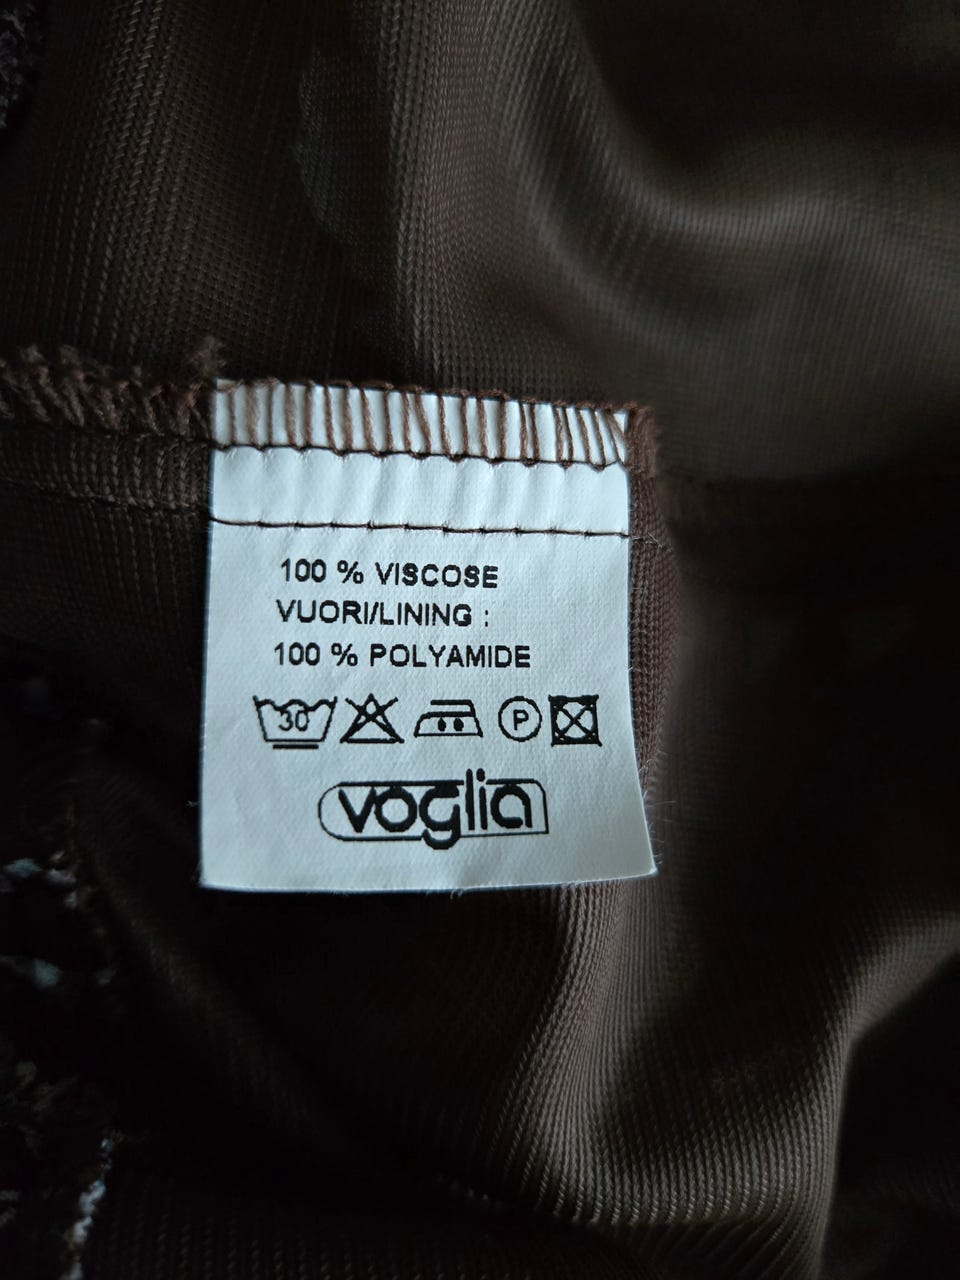 100 % VISCOSE
VUORI/LINING :
100 % POLYAMIDE
30 P
voglia